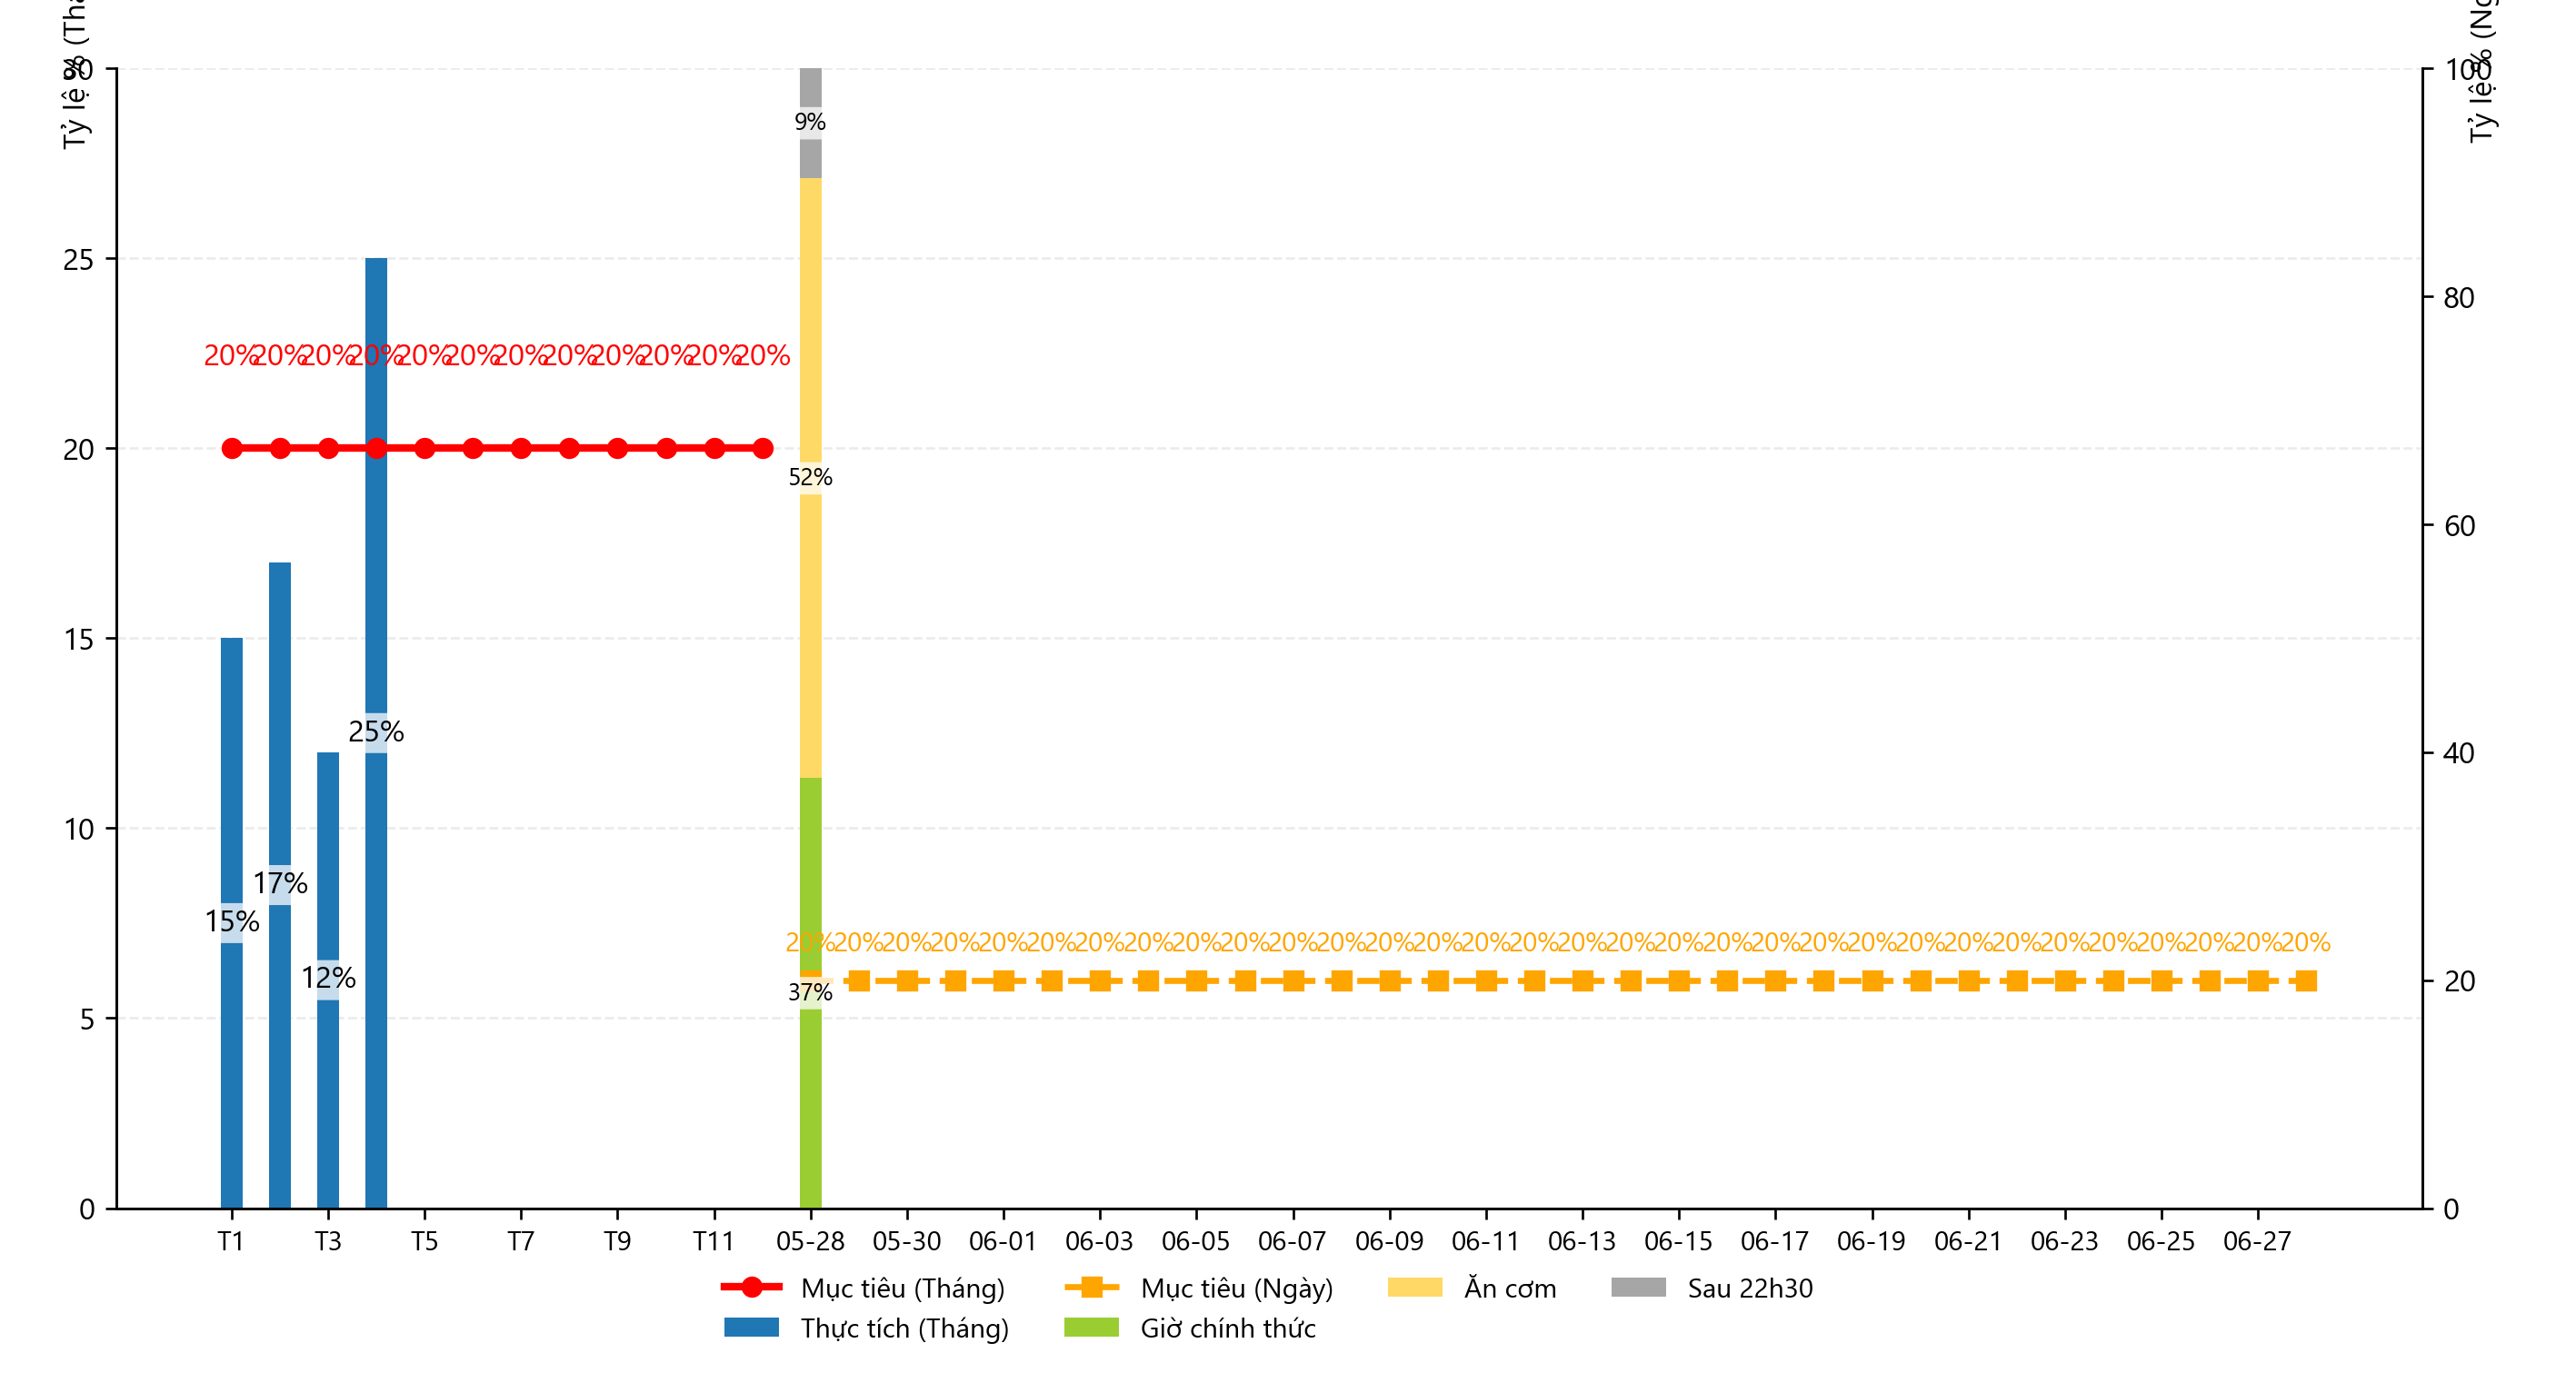 Tỷ lệ % (Thá
Tỷ lệ % (Ng
30
100
9%
25
80
20% 20% 20% 20% 20% 20% 20% 20% 20% 20% 20% 20%
20
52%
60
15
25%
40
10
17%
15%
20% 20% 20% 20% 20% 20% 20% 20% 20% 20% 20% 20% 20% 20% 20% 20% 20% 20% 20% 20% 20% 20% 20% 20% 20% 20% 20% 20% 20% 20% 20% 20%
12%
37%
20
5
0
0
T1 T3 T5 T7 T9 T11 05-28 05-30 06-01 06-03 06-05 06-07 06-09 06-11 06-13 06-15 06-17 06-19 06-21 06-23 06-25 06-27
Mục tiêu (Tháng) Mục tiêu (Ngày) Ăn cơm Sau 22h30
Thực tích (Tháng) Giờ chính thức